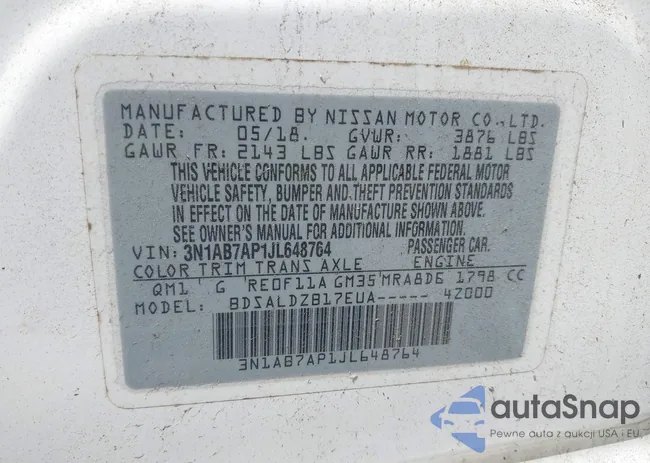 MANUFACTURED BY NISSAN MOTOR CO.,LTD.
DATE: 05/18. GVWR: 3876 LBS
GAWR FR: 2143 LBS GAWR RR: 1881 LBS
THIS VEHICLE CONFORMS TO ALL APPLICABLE FEDERAL MOTOR
VEHICLE SAFETY, BUMPER AND THEFT PREVENTION STANDARDS
IN EFFECT ON THE DATE OF MANUFACTURE SHOWN ABOVE.
SEE OWNER'S MANUAL FOR ADDITIONAL INFORMATION.
VIN: 3N1AB7AP1JL648764 PASSENGER CAR.
COLOR TRIM TRANS AXLE ENGINE
QM1 G RE0F11A GM35 MRA8DE 1798 CC
MODEL: BDSALDZB17EUA----- 4Z000
3N1AB7AP1JL648764
autaSnap
Pewne auta z aukcji USA i EU.